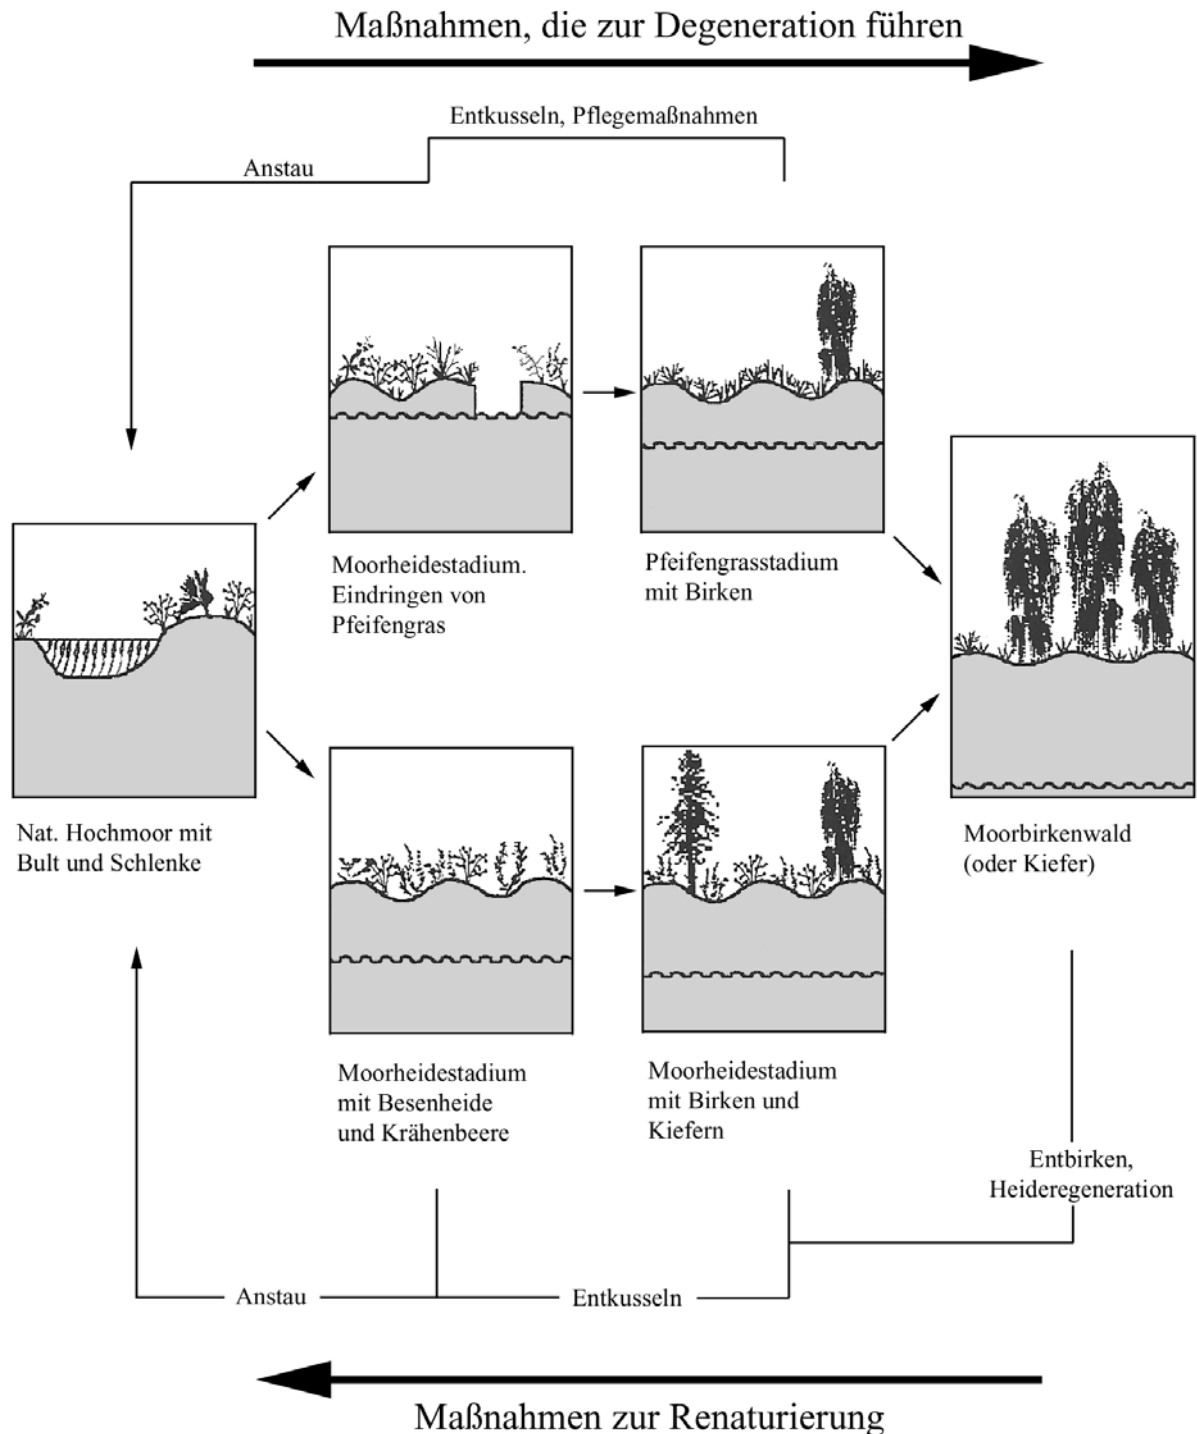 Maßnahmen, die zur Degeneration führen
Entkusseln, Pflegemaßnahmen
Anstau
Moorheidestadium.
Eindringen von
Pfeifengras
Pfeifengrasstadium
mit Birken
Nat. Hochmoor mit
Bult und Schlenke
Moorbirkenwald
(oder Kiefer)
Moorheidestadium
mit Besenheide
und Krähenbeere
Moorheidestadium
mit Birken und
Kiefern
Entbirken,
Heideregeneration
Anstau
Entkusseln
Maßnahmen zur Renaturierung